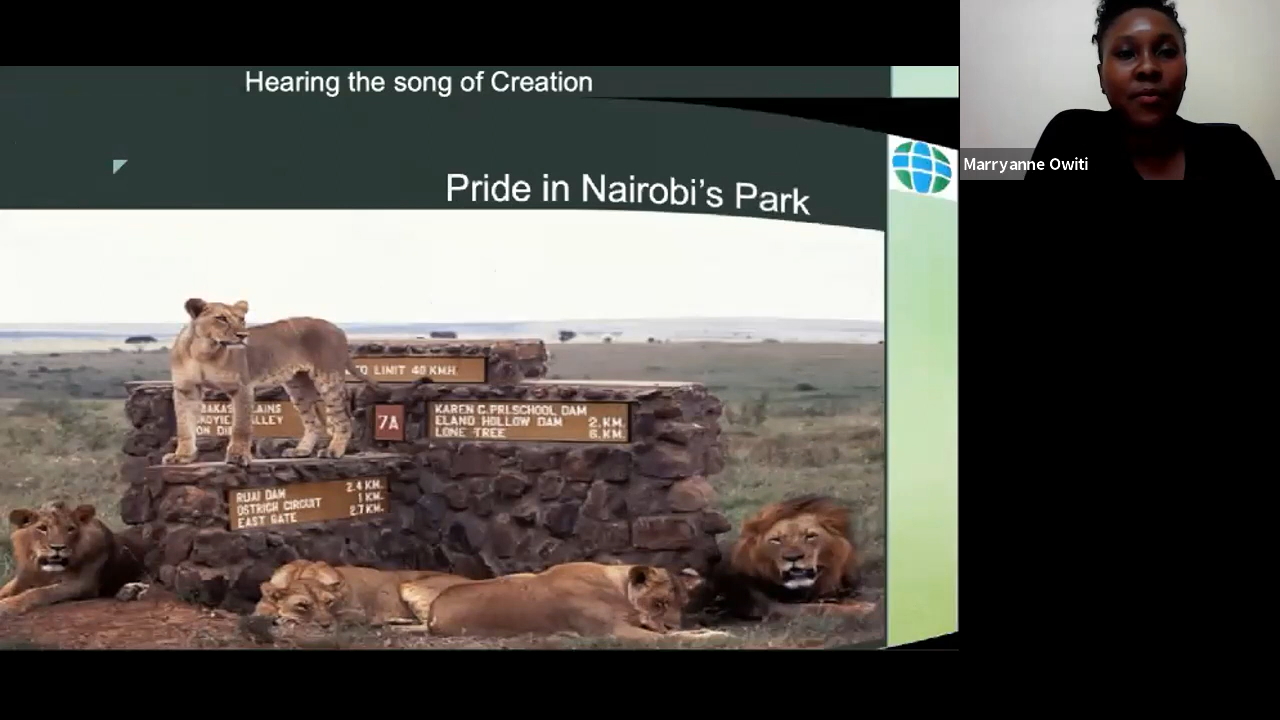 Hearing the song of Creation
Marryanne Owiti
Pride in Nairobi's Park
LIMIT 40 KM.H.
7A
KAREN C. PRI.SCHOOL DAM
ELAND HOLLOW DAM 2. KM.
LONE TREE 6. KM.
RUAI DAM 2.4 KM.
OSTRICH CIRCUIT 1 KM.
EAST GATE 2.7 KM.